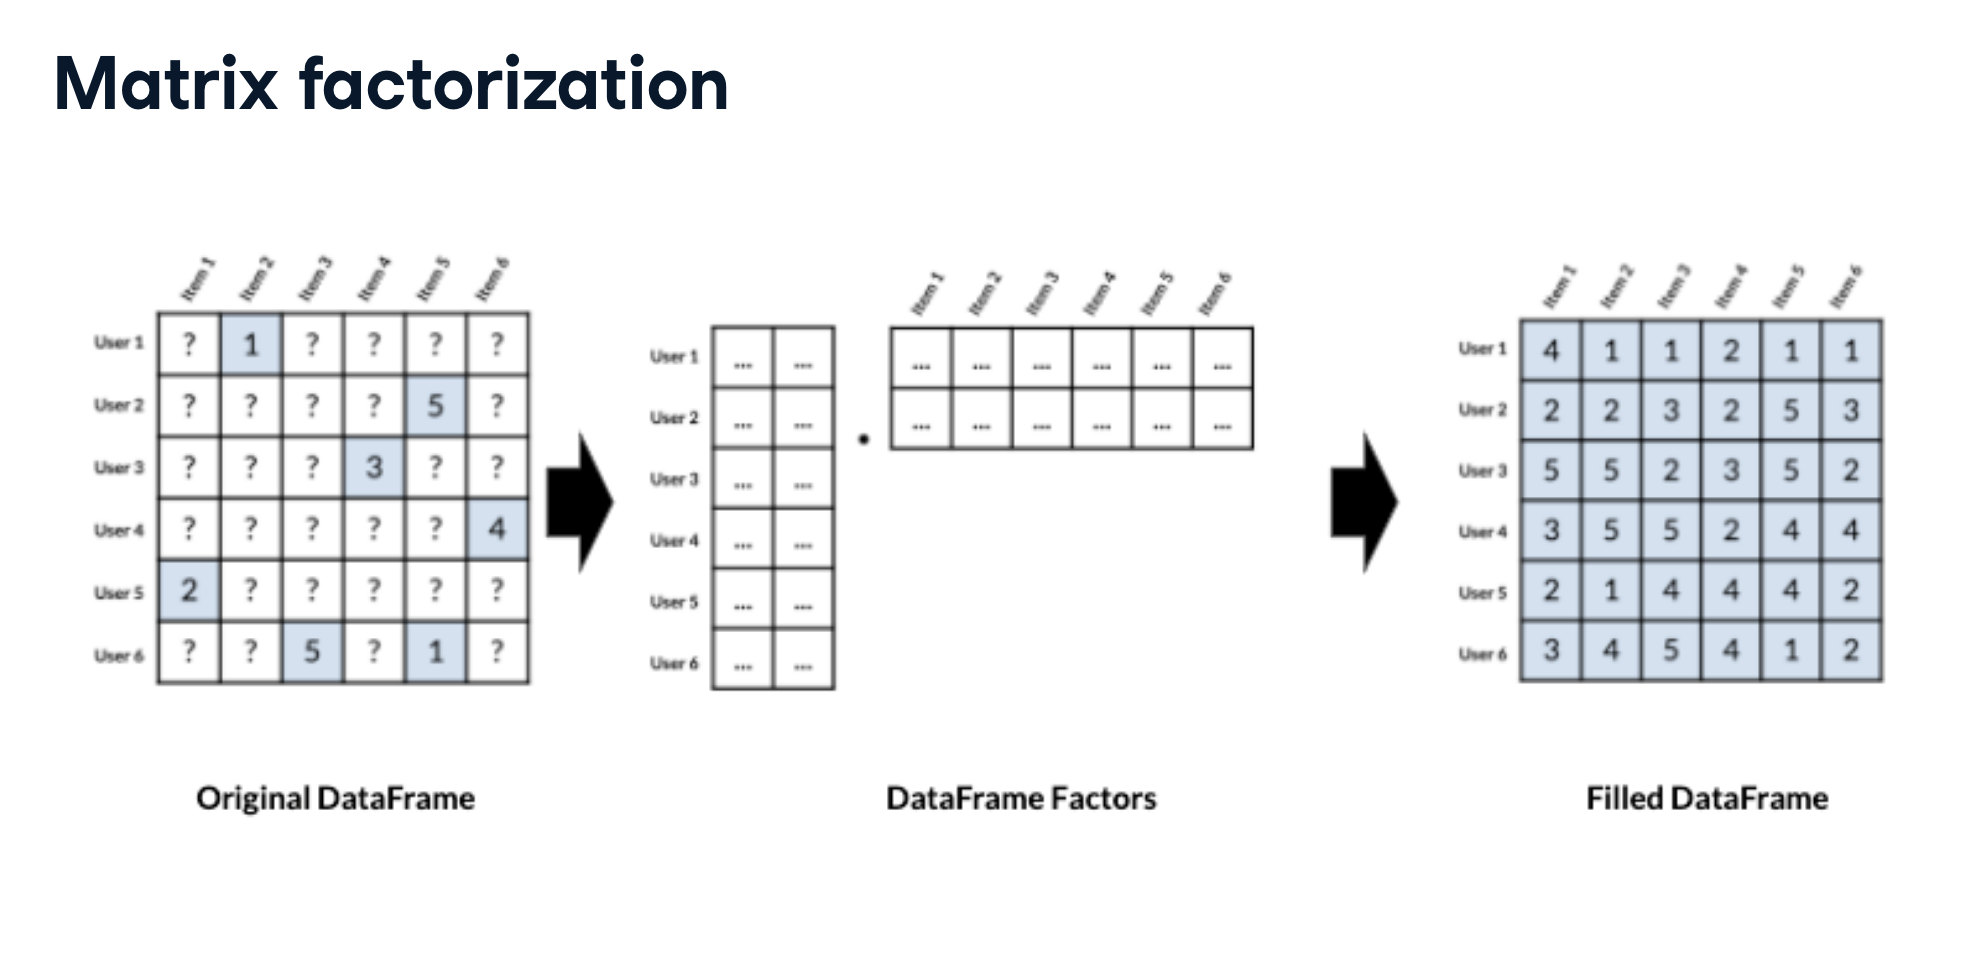 Matrix factorization
Item 1 Item 2 Item 3 Item 4 Item 5 Item 6
User 1 ? 1 ? ? ? ?
User 2 ? ? ? ? 5 ?
User 3 ? ? ? 3 ? ?
User 4 ? ? ? ? ? 4
User 5 2 ? ? ? ? ?
User 6 ? ? 5 ? 1 ?
Original DataFrame
Item 1 Item 2 Item 3 Item 4 Item 5 Item 6
User 1 ... ... . ... ... ... ... ... ...
User 2 ... ... ... ... ... ... ... ...
User 3 ... ...
User 4 ... ...
User 5 ... ...
User 6 ... ...
DataFrame Factors
Item 1 Item 2 Item 3 Item 4 Item 5 Item 6
User 1 4 1 1 2 1 1
User 2 2 2 3 2 5 3
User 3 5 5 2 3 5 2
User 4 3 5 5 2 4 4
User 5 2 1 4 4 4 2
User 6 3 4 5 4 1 2
Filled DataFrame